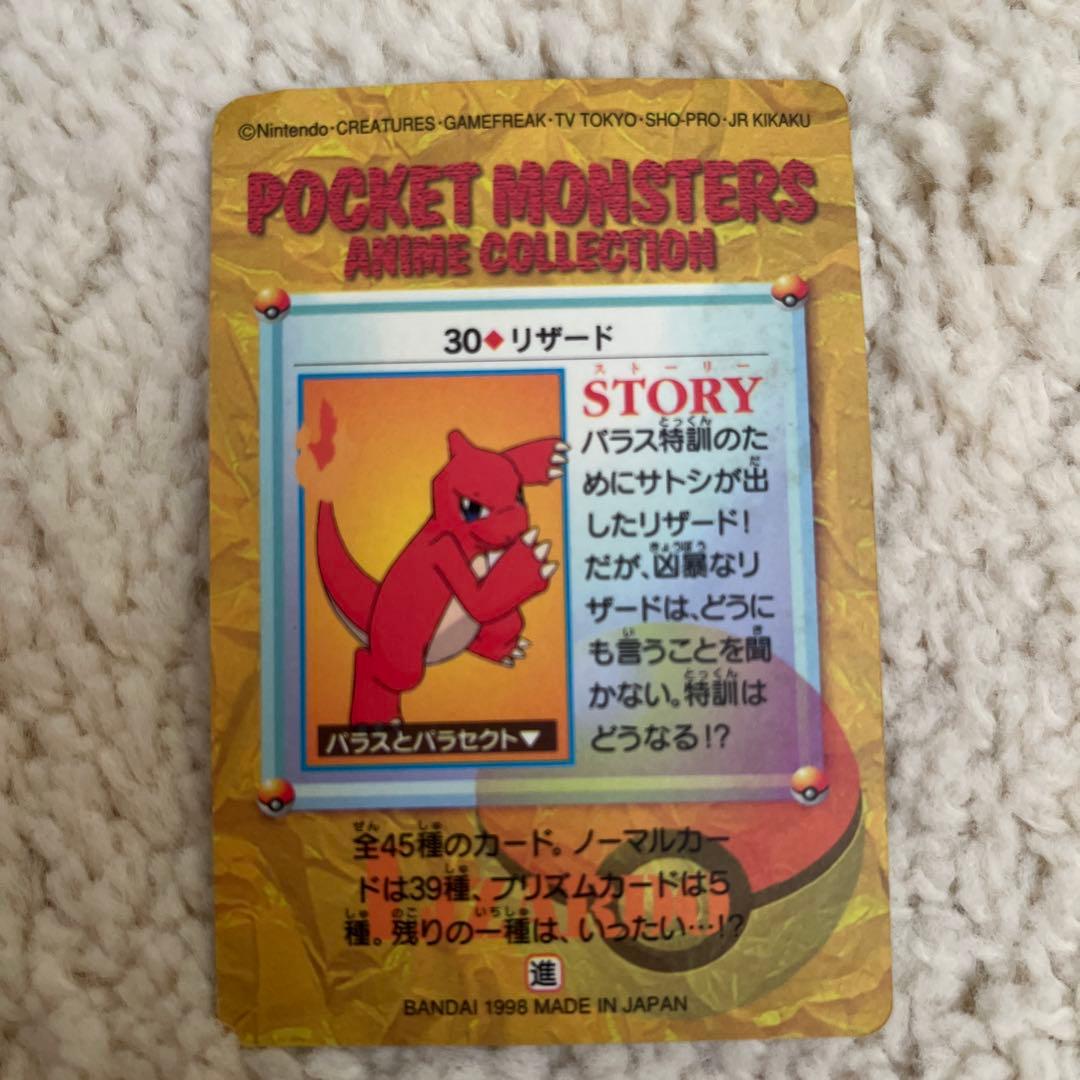 ©Nintendo・CREATURES・GAMEFREAK・TV TOKYO・SHO-PRO・JR KIKAKU
POCKET MONSTERS
ANIME COLLECTION
30◆リザード
ストーリー
STORY
とっくん
パラス特訓のた
だ
めにサトシが出
したリザード!
きょうぼう
だが、凶暴なリ
ザードは、どうに
い き
も言うことを聞
とっくん
かない。特訓は
どうなる!?
パラスとパラセクト▼
ぜん しゅ
全45種のカード。ノーマルカー
しゅ
ドは39種、プリズムカードは5
しゅ のこ いちしゅ
種。残りの一種は、いったい…!?
進
BANDAI 1998 MADE IN JAPAN